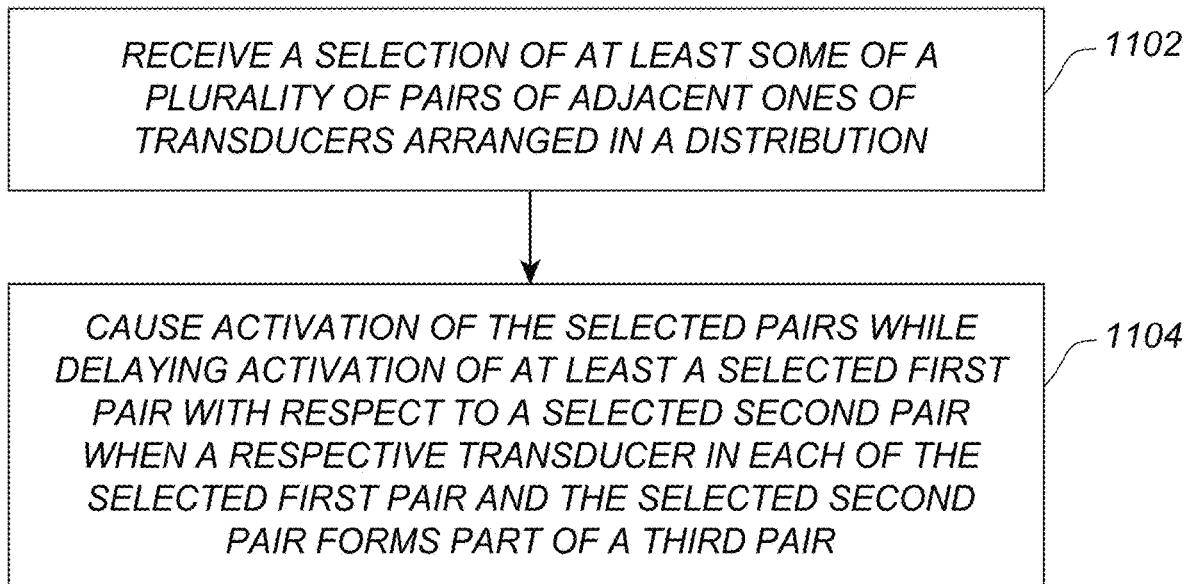 RECEIVE A SELECTION OF AT LEAST SOME OF A
PLURALITY OF PAIRS OF ADJACENT ONES OF
TRANSDUCERS ARRANGED IN A DISTRIBUTION
1102
CAUSE ACTIVATION OF THE SELECTED PAIRS WHILE
DELAYING ACTIVATION OF AT LEAST A SELECTED FIRST
PAIR WITH RESPECT TO A SELECTED SECOND PAIR
WHEN A RESPECTIVE TRANSDUCER IN EACH OF THE
SELECTED FIRST PAIR AND THE SELECTED SECOND
PAIR FORMS PART OF A THIRD PAIR
1104